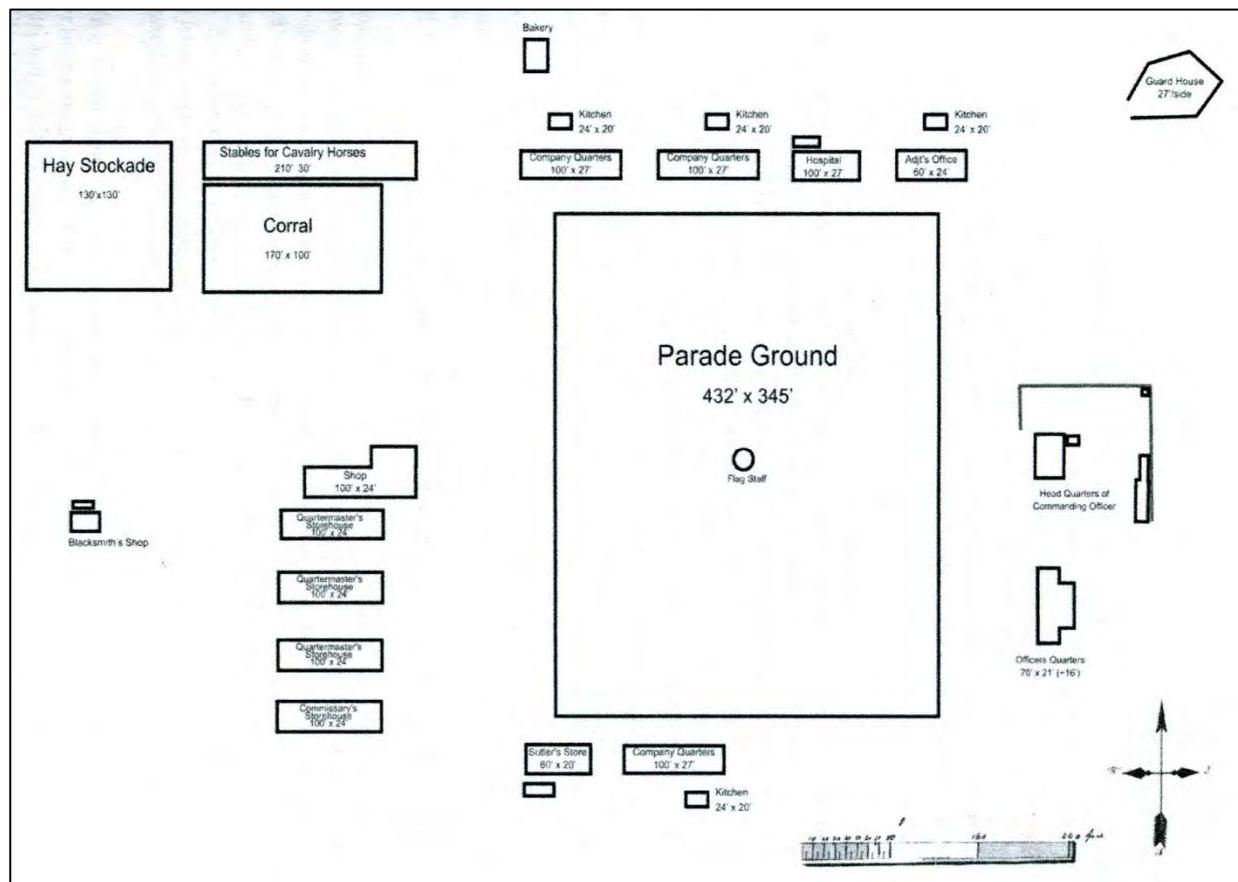 Bakery
Guard House
27'/side
Kitchen
24' x 20'
Kitchen
24' x 20'
Kitchen
24' x 20'
Hay Stockade
130'x130'
Stables for Cavalry Horses
210' 30'
Company Quarters
100' x 27'
Company Quarters
100' x 27'
Hospital
100' x 27'
Adjt's Office
60' x 24'
Corral
170' x 100'
Parade Ground
432' x 345'
Flag Staff
Shop
100' x 24'
Head Quarters of
Commanding Officer
Blacksmith's Shop
Quartermaster's
Storehouse
100' x 24'
Quartermaster's
Storehouse
100' x 24'
Quartermaster's
Storehouse
100' x 24'
Commissary's
Storehouse
100' x 24'
Officers Quarters
70' x 21' (+16')
Sutler's Store
60' x 20'
Company Quarters
100' x 27'
Kitchen
24' x 20'